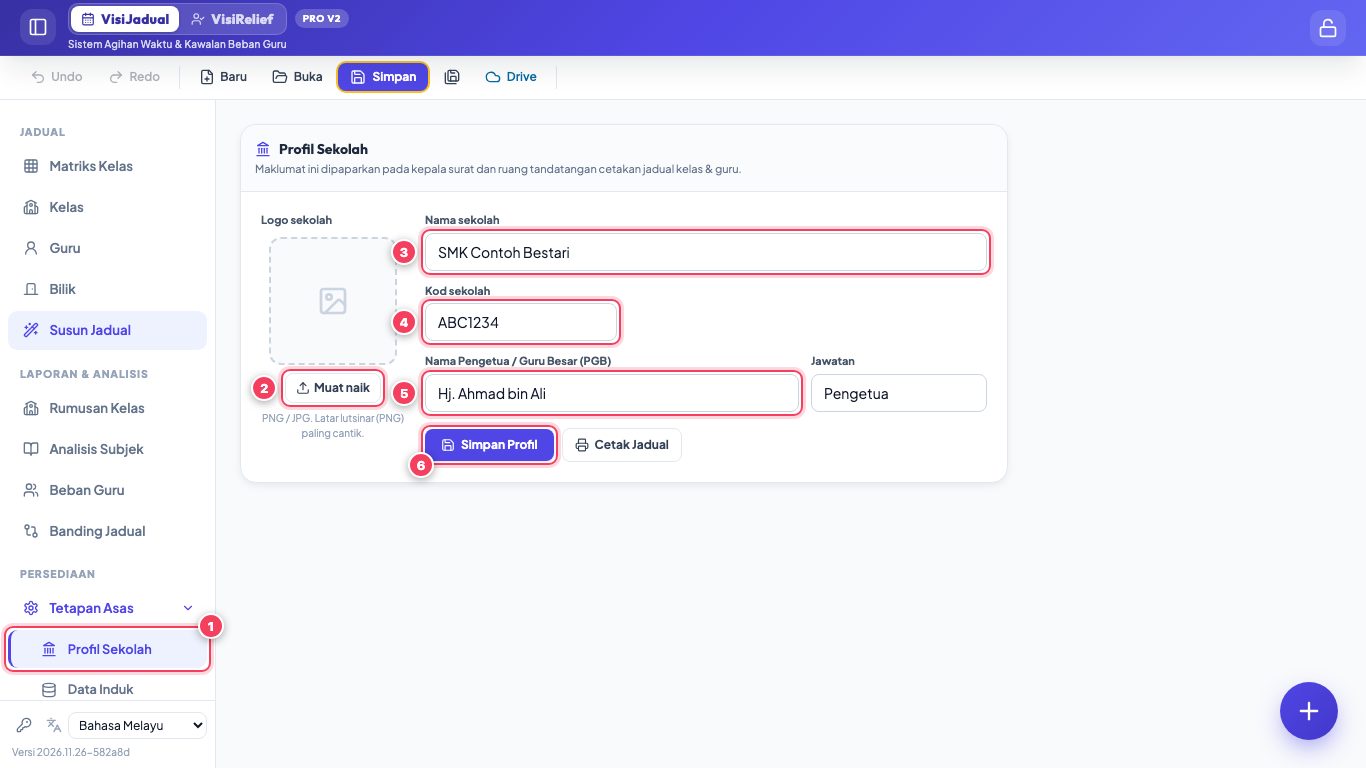 VisiJadual
VisiRelief
PRO V2
Sistem Agihan Waktu & Kawalan Beban Guru
Undo
Redo
Baru
Buka
Simpan
Drive
JADUAL
Matriks Kelas
Kelas
Guru
Bilik
Susun Jadual
LAPORAN & ANALISIS
Rumusan Kelas
Analisis Subjek
Beban Guru
Banding Jadual
PERSEDIAAN
Tetapan Asas
1
Profil Sekolah
Data Induk
Bahasa Melayu
Versi 2026.11.26-582a8d
Profil Sekolah
Maklumat ini dipaparkan pada kepala surat dan ruang tandatangan cetakan jadual kelas & guru.
Logo sekolah
2
Muat naik
PNG / JPG. Latar lutsinar (PNG)
paling cantik.
Nama sekolah
3
SMK Contoh Bestari
Kod sekolah
4
ABC1234
Nama Pengetua / Guru Besar (PGB)
Jawatan
5
Hj. Ahmad bin Ali
Pengetua
6
Simpan Profil
Cetak Jadual